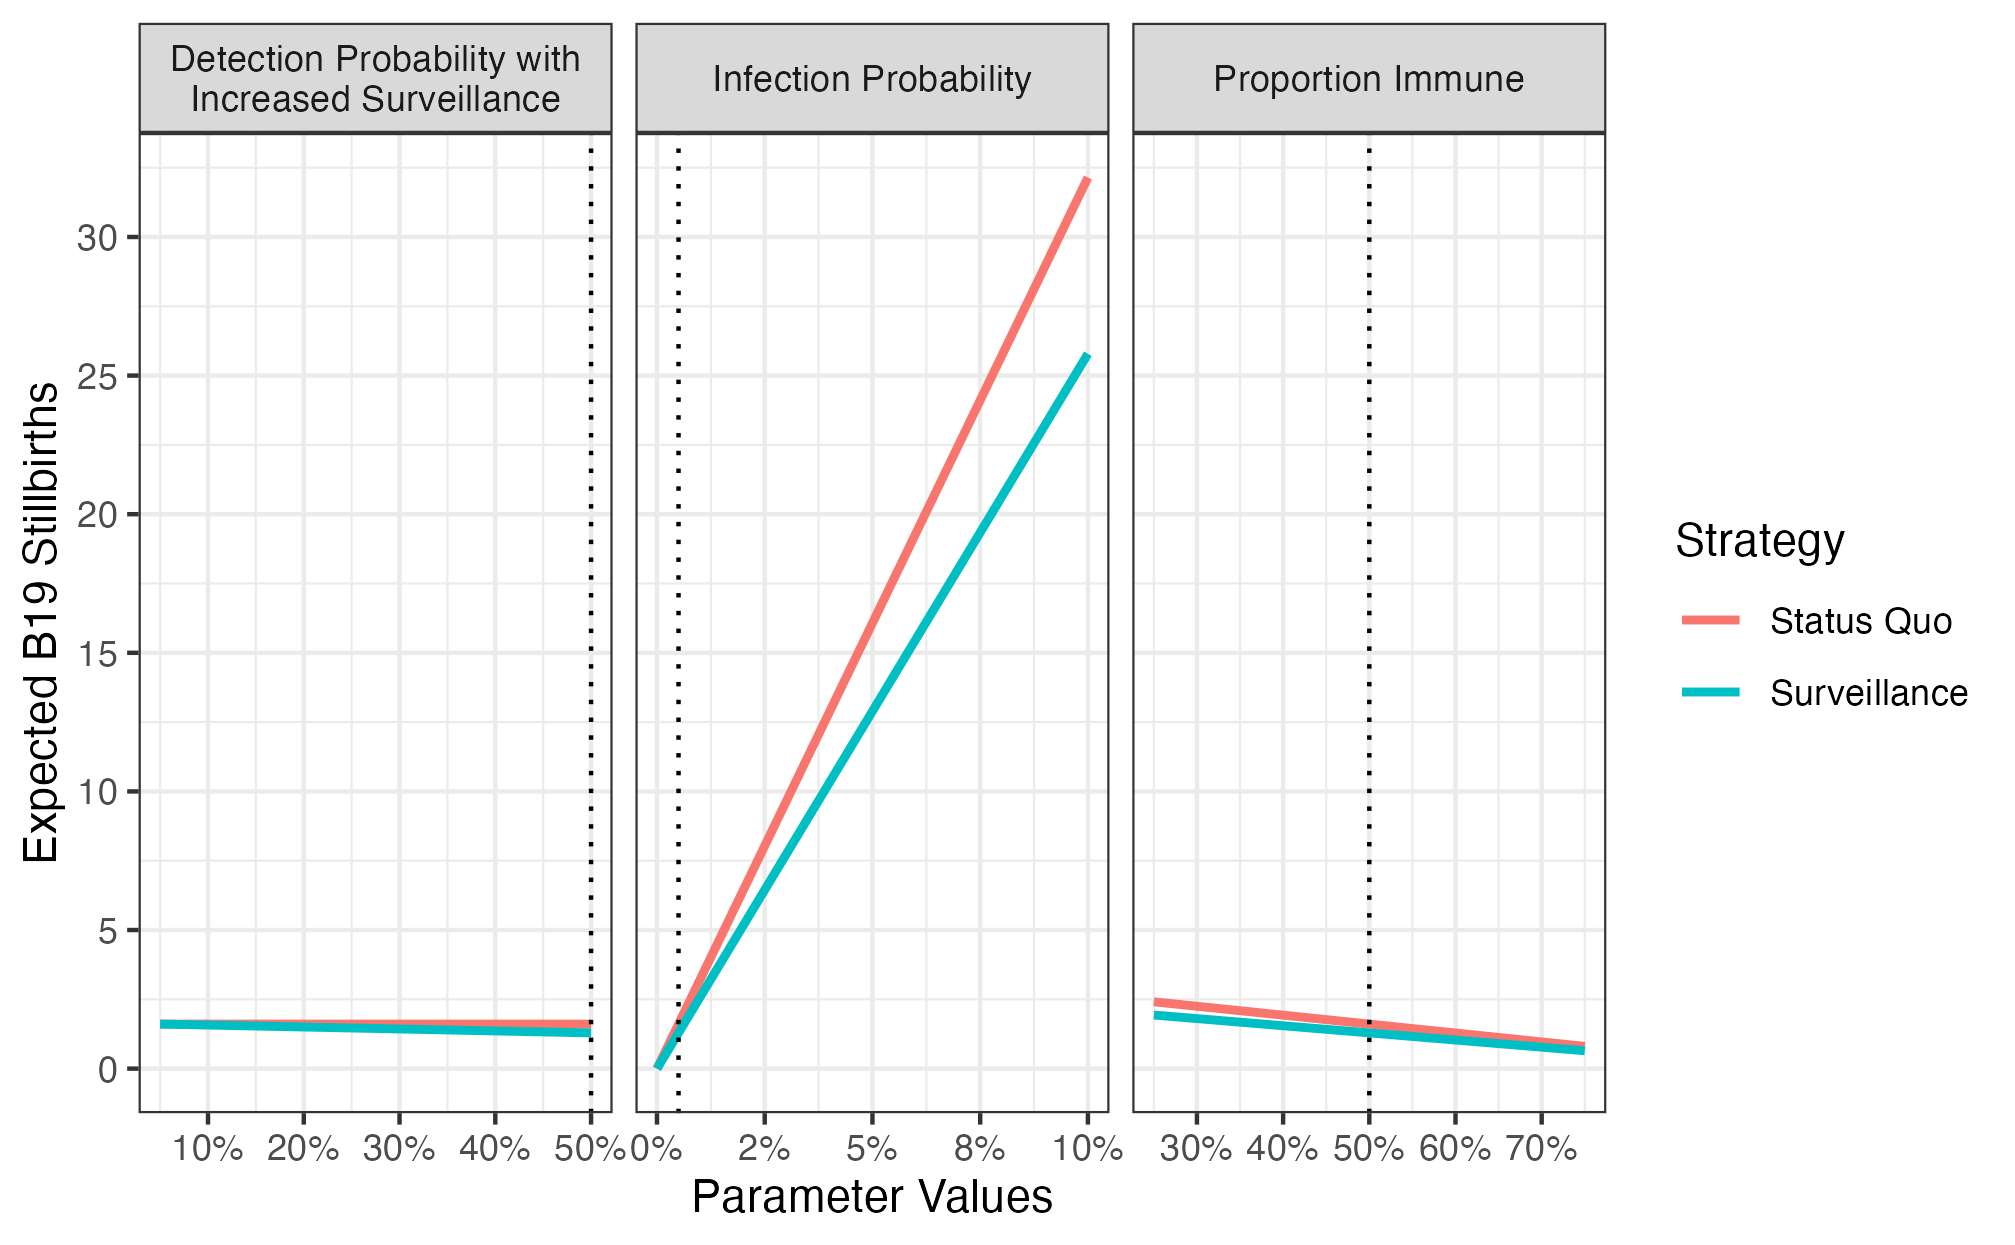 Detection Probability with
Increased Surveillance
Infection Probability
Proportion Immune
Expected B19 Stillbirths
30
25
20
15
10
5
0
10% 20% 30% 40% 50%
0% 2% 5% 8% 10%
30% 40% 50% 60% 70%
Parameter Values
Strategy
Status Quo
Surveillance